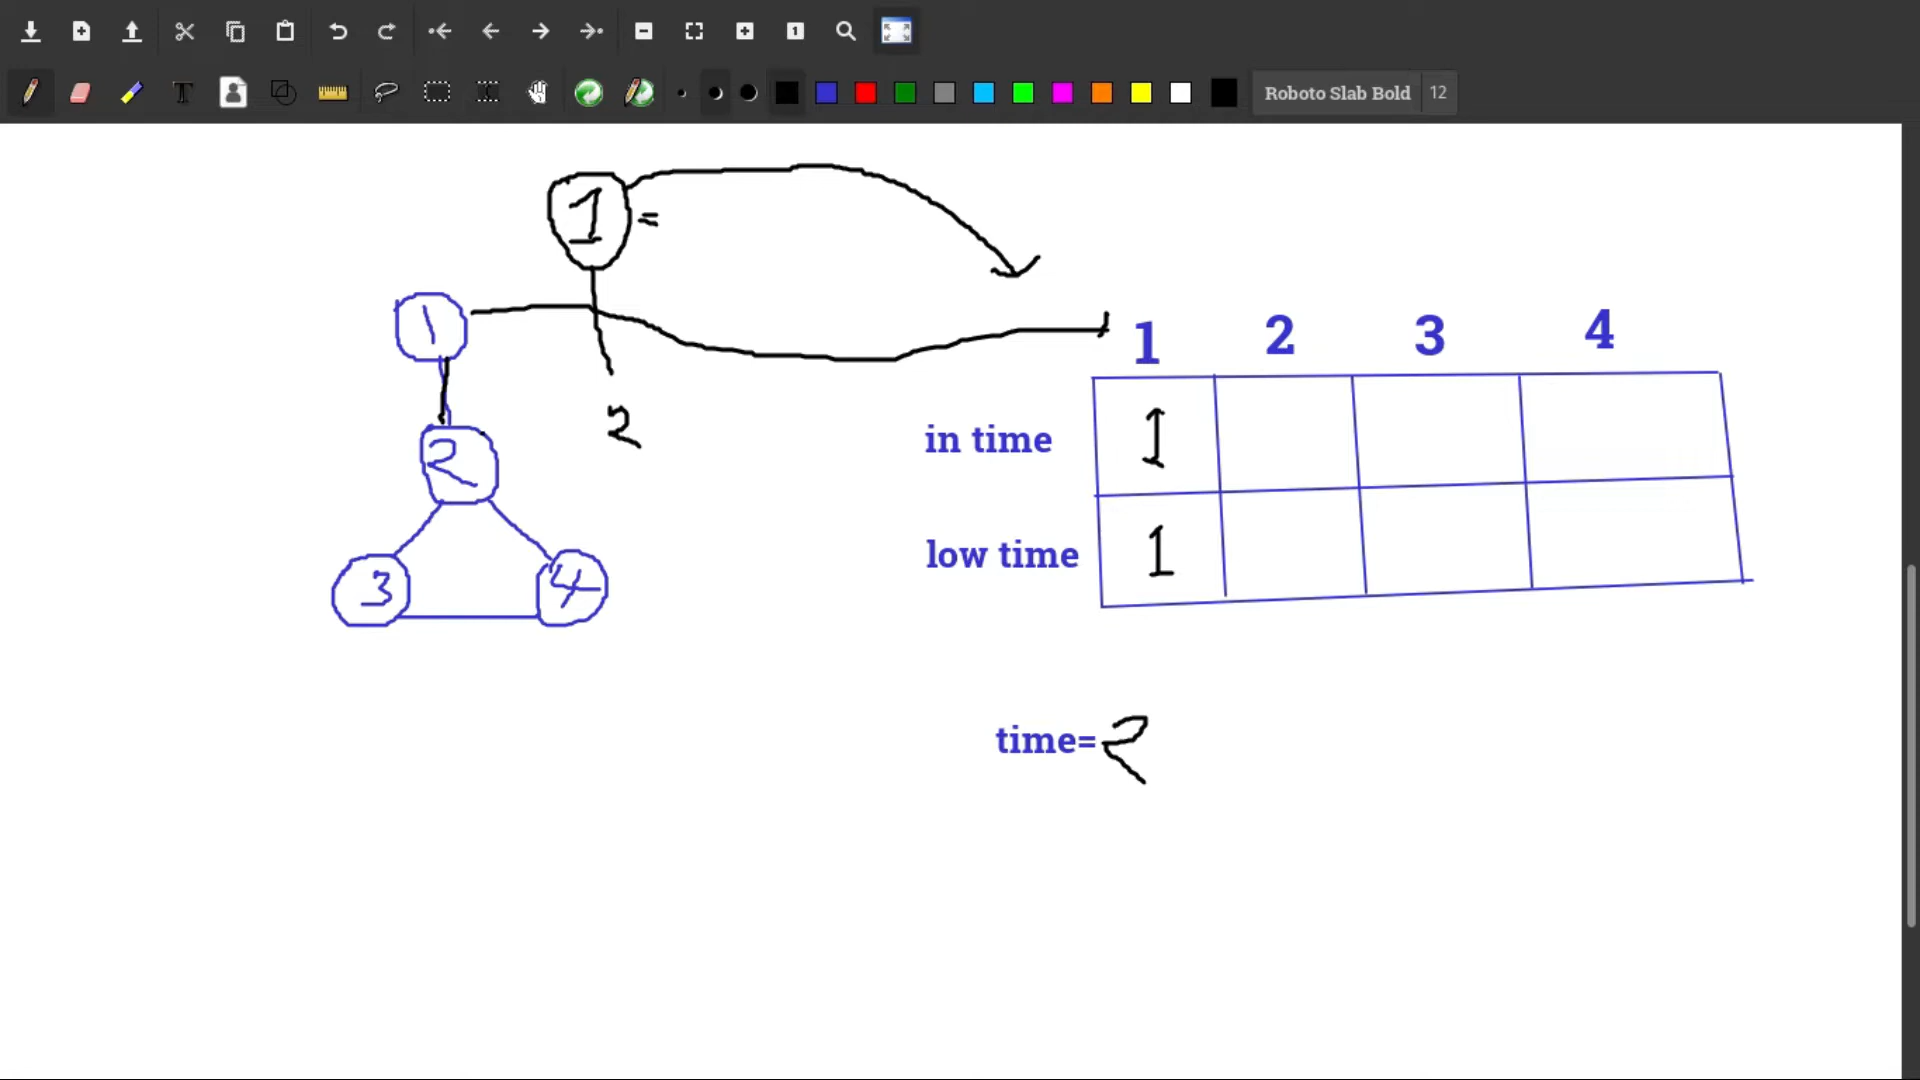 Roboto Slab Bold 12
1 =
1
2
2
3 4
1 2 3 4
in time 1
low time 1
time= 2